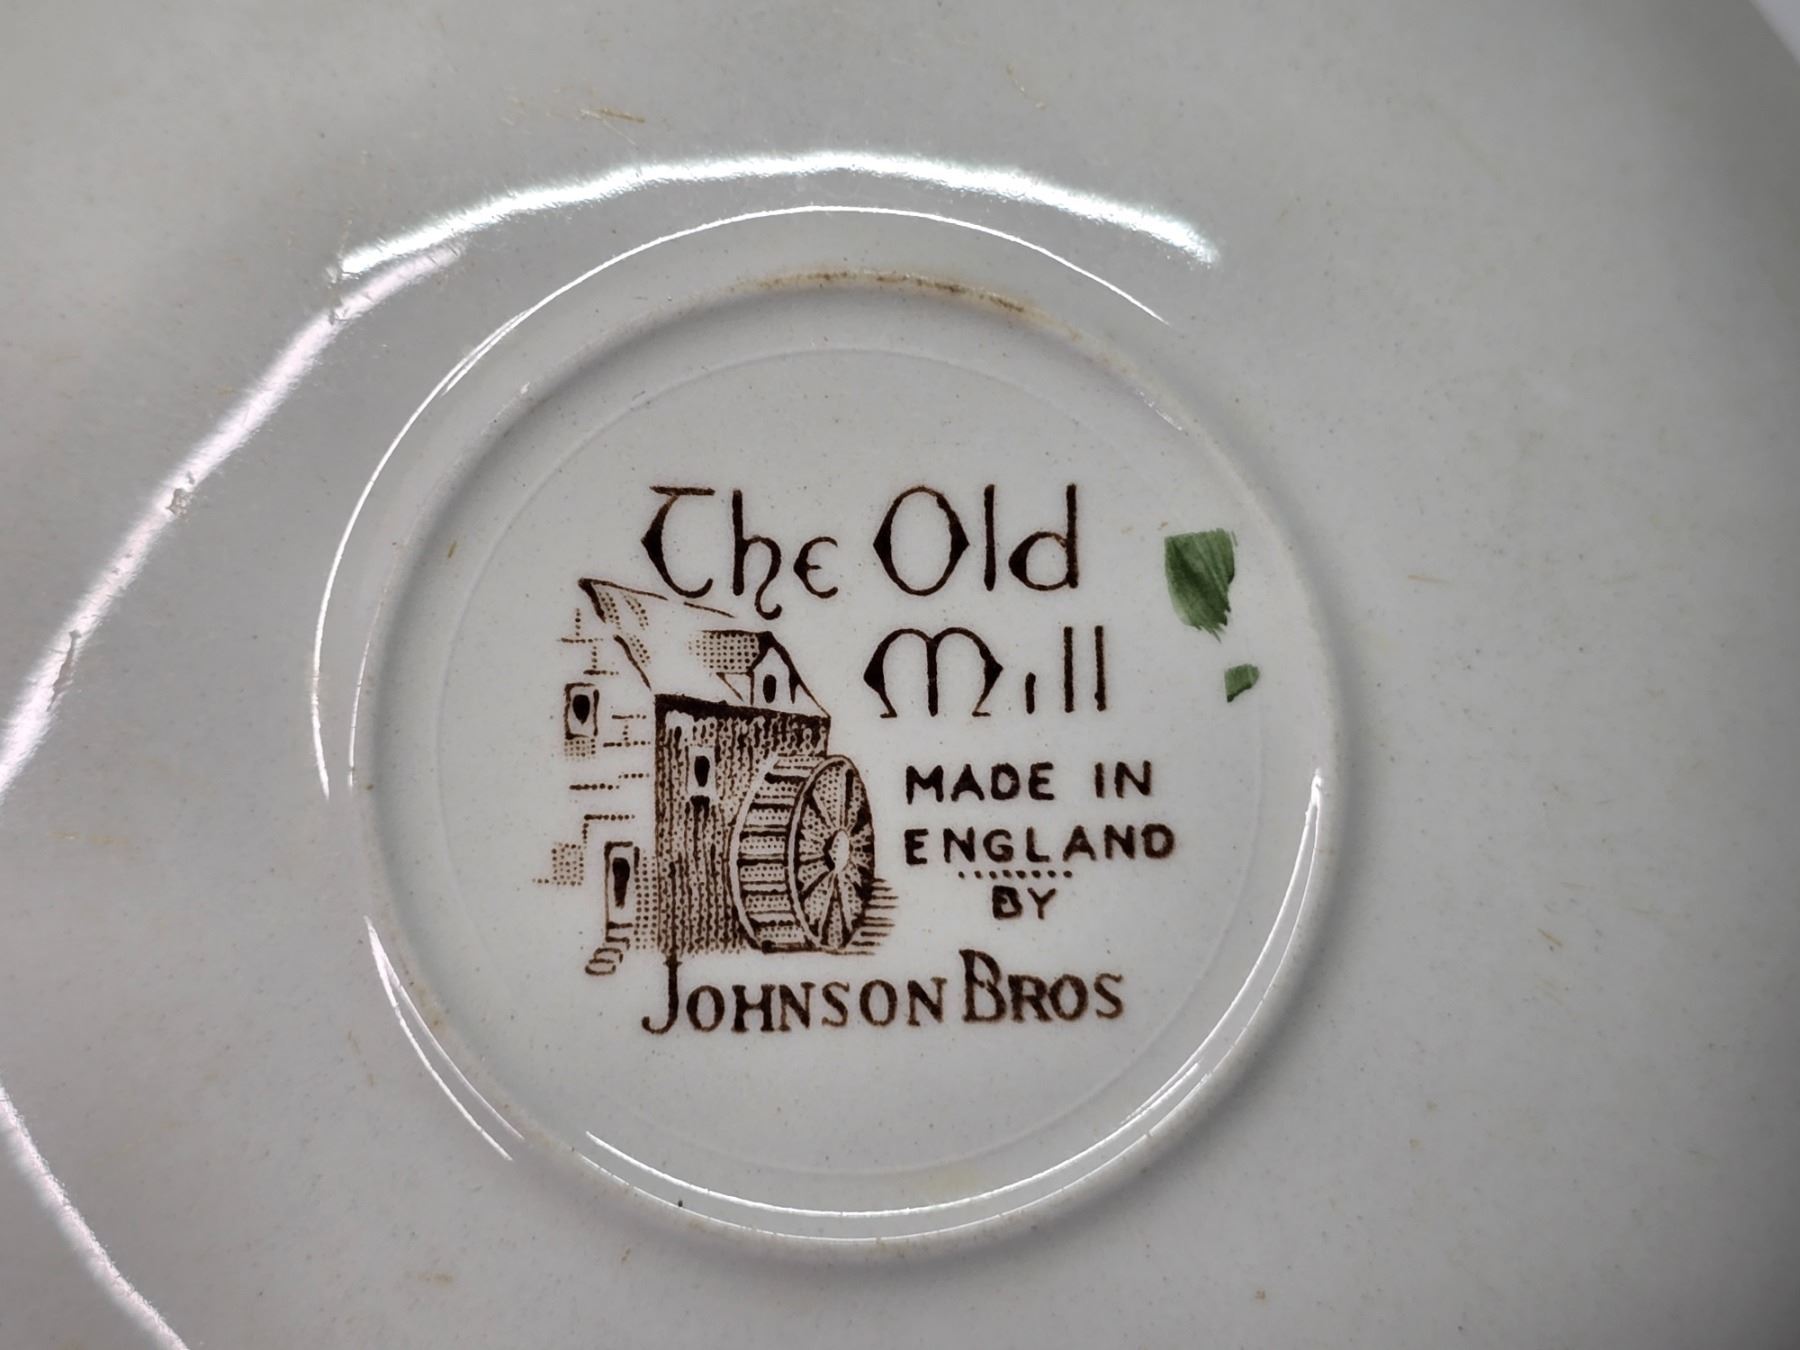 The Old
Mill
MADE IN
ENGLAND
BY
JOHNSON BROS